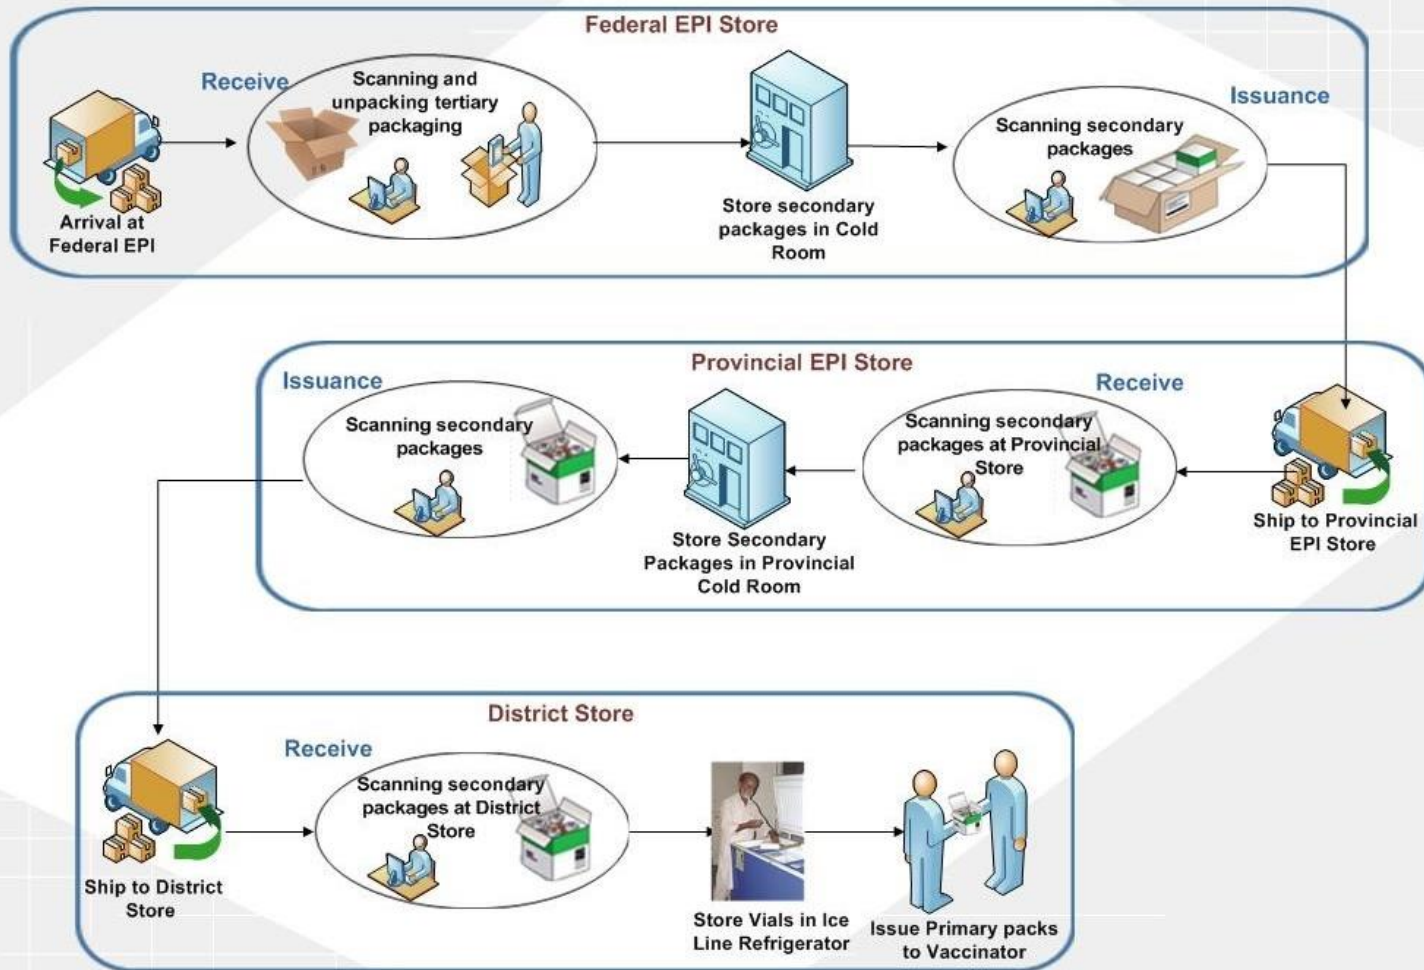 Federal EPI Store
Receive
Scanning and
unpacking tertiary
packaging
Issuance
Scanning secondary
packages
Arrival at
Federal EPI
Store secondary
packages in Cold
Room
Provincial EPI Store
Issuance
Scanning secondary
packages
Receive
Scanning secondary
packages at Provincial
Store
Store Secondary
Packages in Provincial
Cold Room
Ship to Provincial
EPI Store
District Store
Receive
Scanning secondary
packages at District
Store
Ship to District
Store
Store Vials in Ice
Line Refrigerator
Issue Primary packs
to Vaccinator